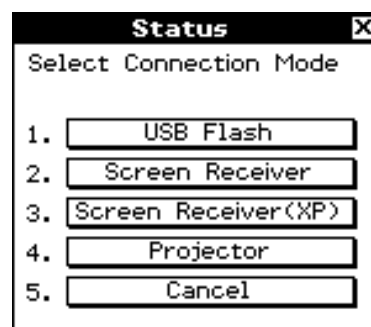 Status X
Select Connection Mode
1. USB Flash
2. Screen Receiver
3. Screen Receiver(XP)
4. Projector
5. Cancel